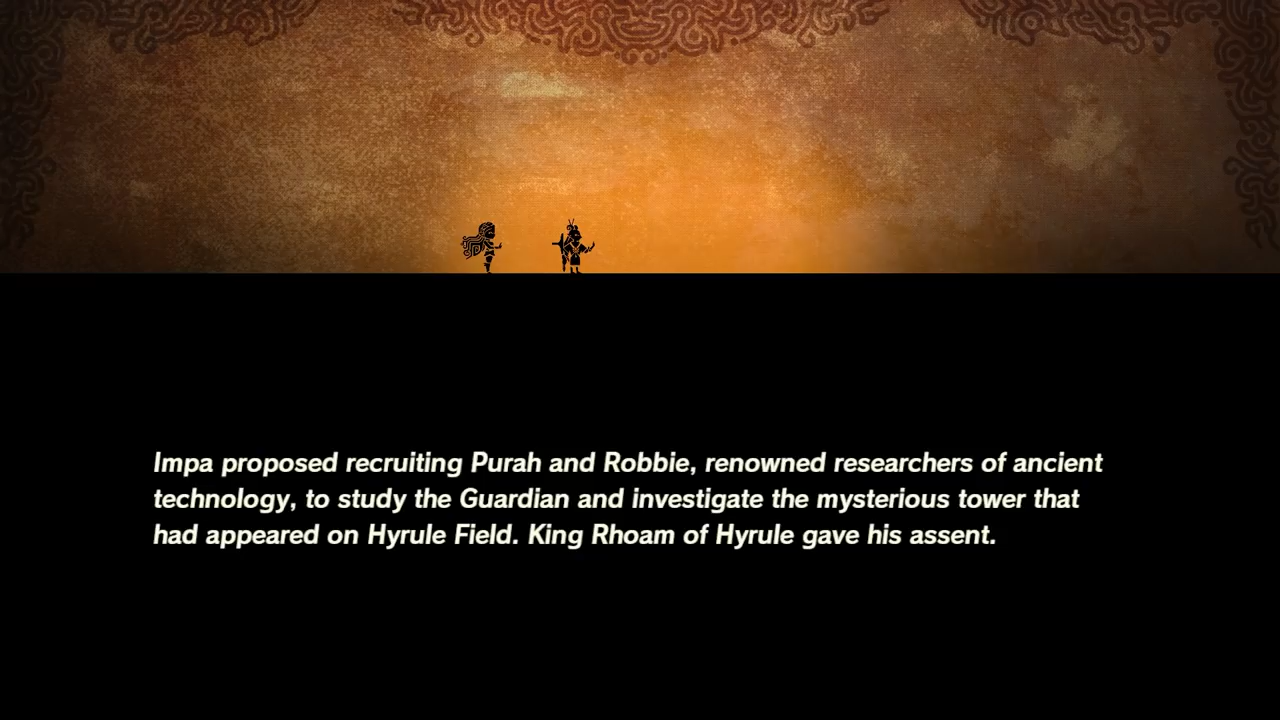 Impa proposed recruiting Purah and Robbie, renowned researchers of ancient
technology, to study the Guardian and investigate the mysterious tower that
had appeared on Hyrule Field. King Rhoam of Hyrule gave his assent.